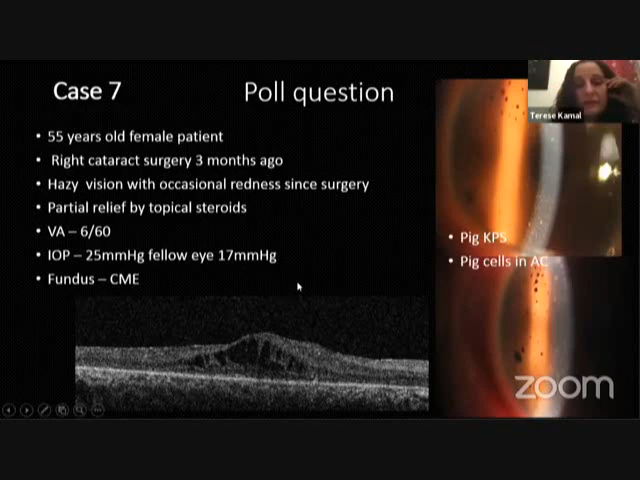 Case 7
Poll question
Terese Kamal
• 55 years old female patient
• Right cataract surgery 3 months ago
• Hazy vision with occasional redness since surgery
• Partial relief by topical steroids
• VA – 6/60
• IOP – 25mmHg fellow eye 17mmHg
• Fundus – CME
• Pig KPS
• Pig cells in AC
zoom